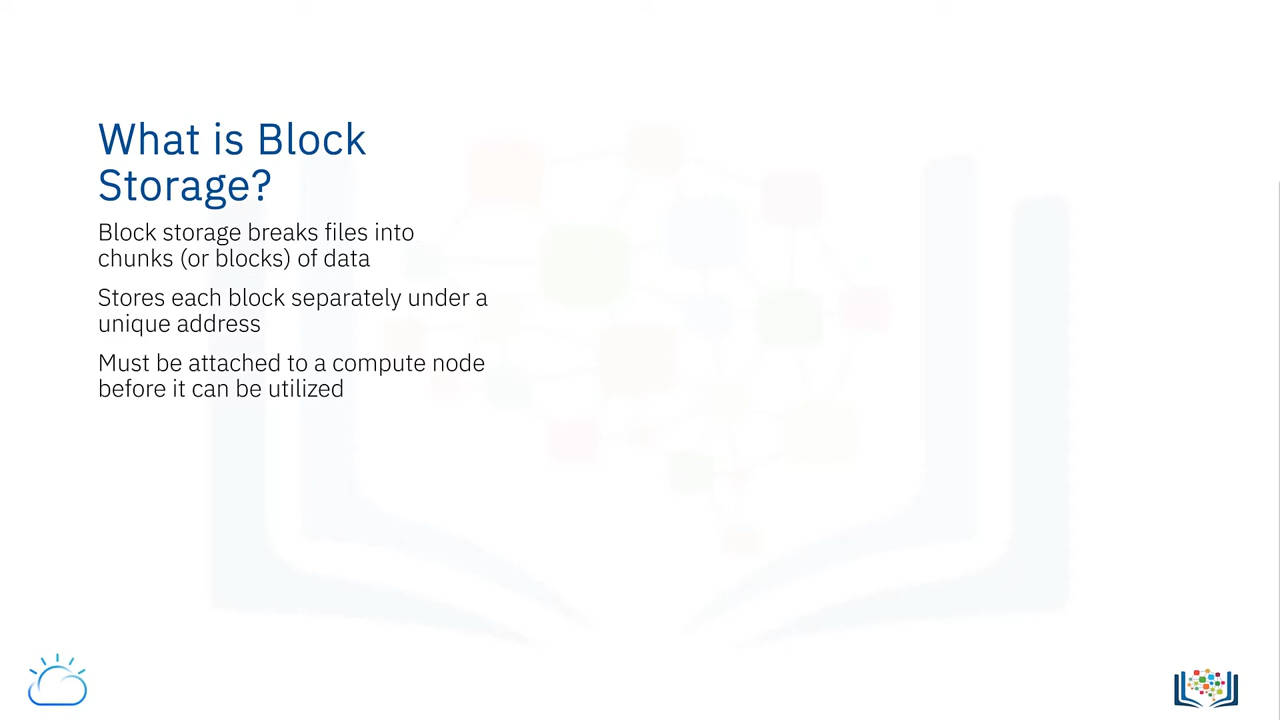 What is Block
Storage?
Block storage breaks files into
chunks (or blocks) of data
Stores each block separately under a
unique address
Must be attached to a compute node
before it can be utilized